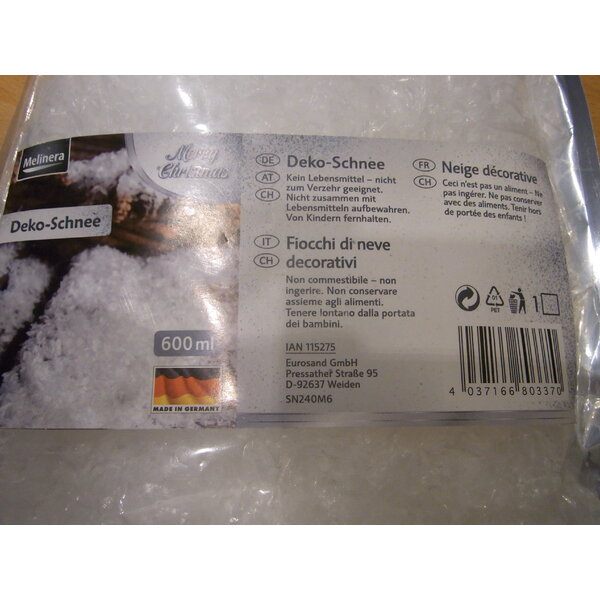 Melinera
Merry
Christmas
Deko-Schnee
600 ml
MADE IN GERMANY
DE Deko-Schnee
AT Kein Lebensmittel – nicht
zum Verzehr geeignet.
CH Nicht zusammen mit
Lebensmitteln aufbewahren.
Von Kindern fernhalten.
FR Neige décorative
CH Ceci n'est pas un aliment – Ne
pas ingérer. Ne pas conserver
avec des aliments. Tenir hors
de portée des enfants !
IT Fiocchi di neve
CH decorativi
Non commestibile – non
ingerire. Non conservare
assieme agli alimenti.
Tenere lontano dalla portata
dei bambini.
IAN 115275
Eurosand GmbH
Pressather Straße 95
D-92637 Weiden
SN240M6
01
PET
1
4 037166 803370